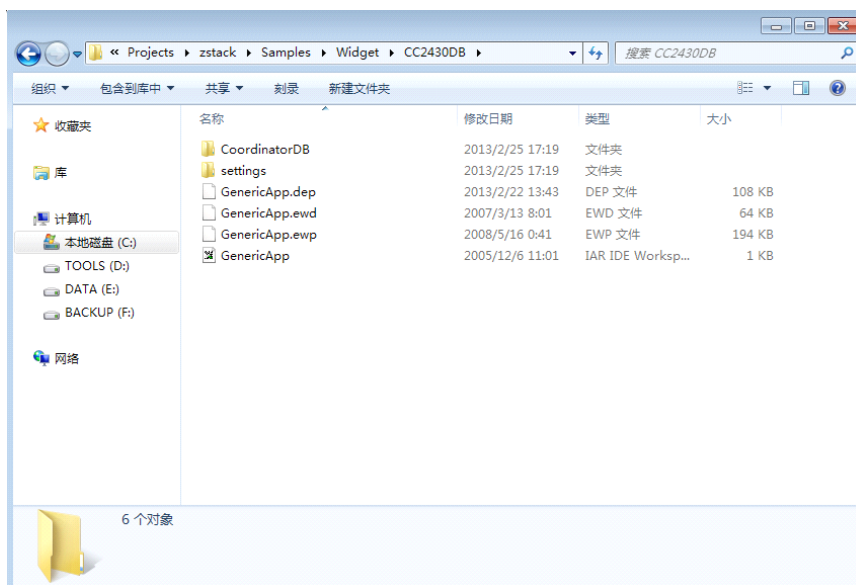 « Projects ▸ zstack ▸ Samples ▸ Widget ▸ CC2430DB ▸ 搜索 CC2430DB
组织 包含到库中 共享 刻录 新建文件夹
名称 修改日期 类型 大小
收藏夹
库
计算机
本地磁盘 (C:)
TOOLS (D:)
DATA (E:)
BACKUP (F:)
网络
CoordinatorDB 2013/2/25 17:19 文件夹
settings 2013/2/25 17:19 文件夹
GenericApp.dep 2013/2/22 13:43 DEP 文件 108 KB
GenericApp.ewd 2007/3/13 8:01 EWD 文件 64 KB
GenericApp.ewp 2008/5/16 0:41 EWP 文件 194 KB
GenericApp 2005/12/6 11:01 IAR IDE Worksp... 1 KB
6 个对象